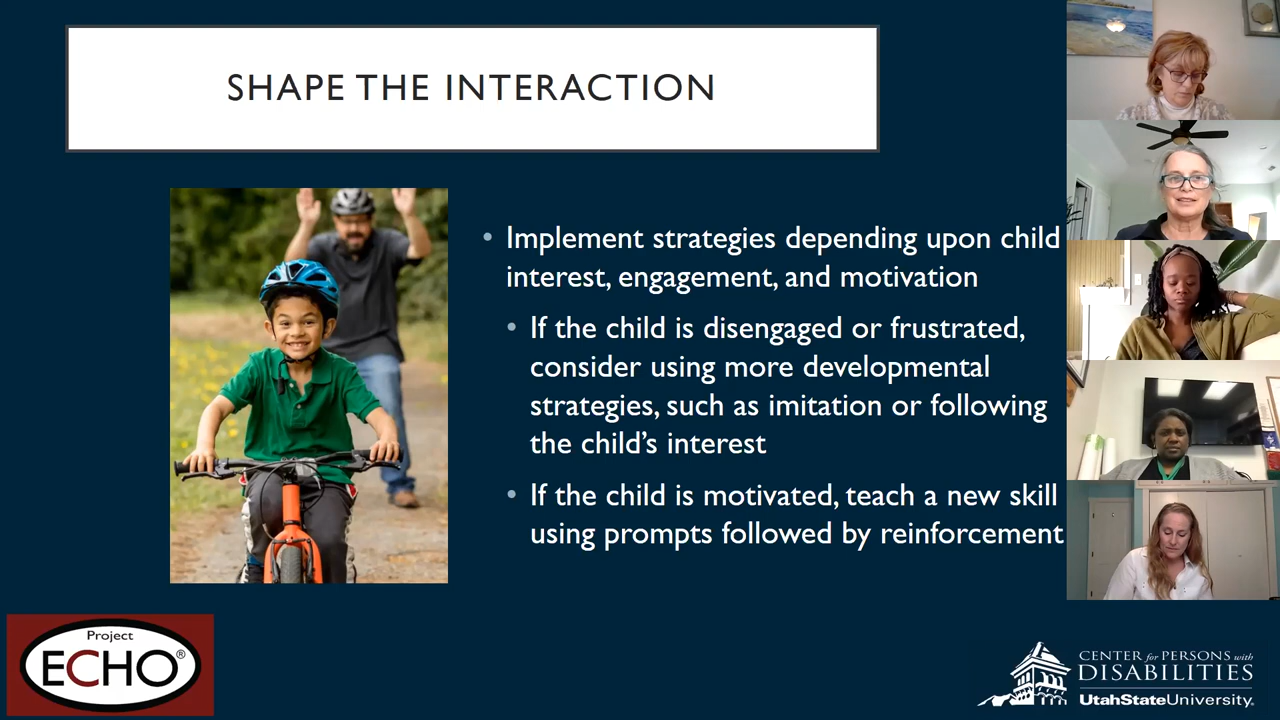 SHAPE THE INTERACTION
• Implement strategies depending upon child
interest, engagement, and motivation
• If the child is disengaged or frustrated,
consider using more developmental
strategies, such as imitation or following
the child's interest
• If the child is motivated, teach a new skill
using prompts followed by reinforcement
Project
ECHO®
CENTER for PERSONS with
DISABILITIES
UtahStateUniversity.